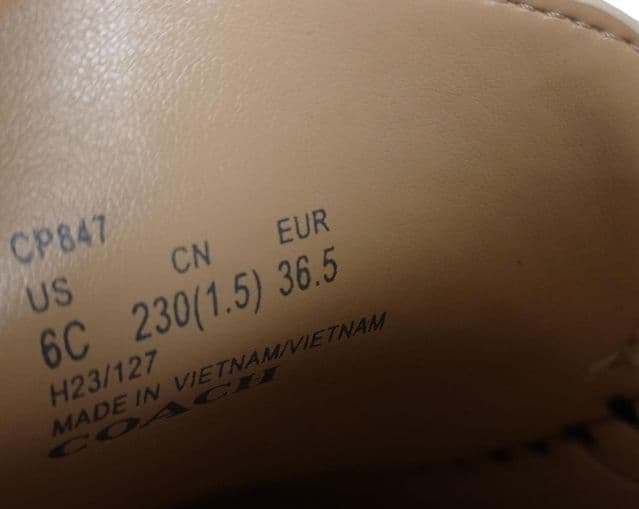 CP847
US CN EUR
6C 230(1.5) 36.5
H23/127
MADE IN VIETNAM/VIETNAM
COACH